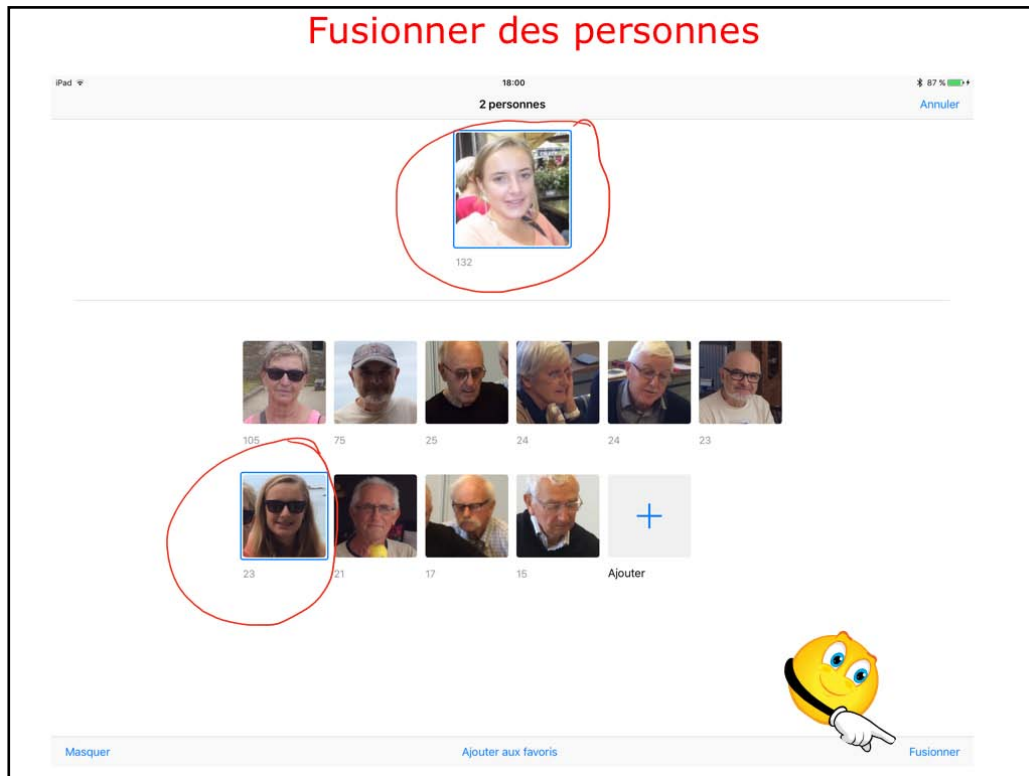 Fusionner des personnes
iPad 18:00 87 %
2 personnes Annuler
132
105 75 25 24 24 23
23 21 17 15 Ajouter
Masquer Ajouter aux favoris Fusionner